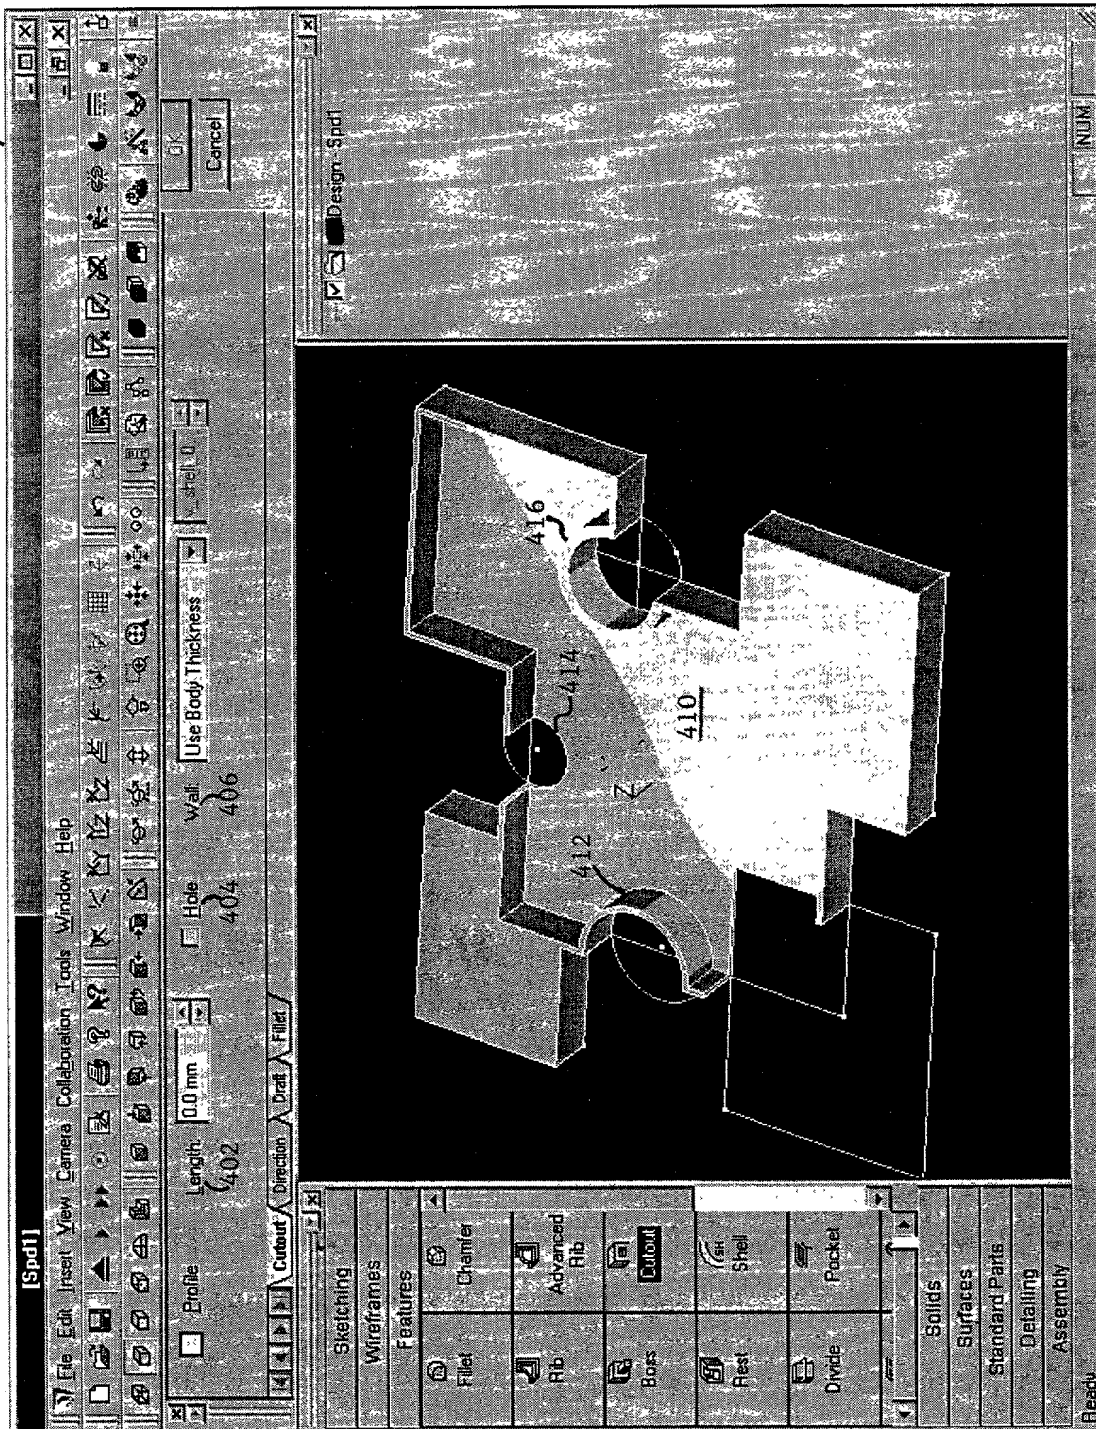 [Spd1]
File Edit Insert View Camera Collaboration Tools Window Help
Profile Length: 0.0 mm Hole Wall: Use Body Thickness shell_0 OK
402 404 406 Cancel
Cutout Direction Draft Fillet
Sketching
Wireframes
Features
Fillet Chamfer
Rib Advanced Rib
Boss Cutout
Rest Shell
Divide Pocket
Solids
Surfaces
Standard Parts
Detailing
Assembly
412
414
416
Z
410
Design - Spd1
Ready NUM